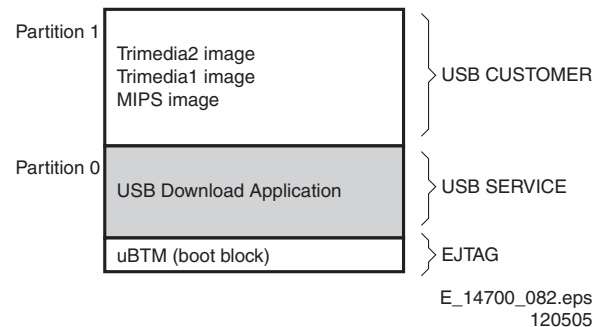 Partition 1
Trimedia2 image
Trimedia1 image
MIPS image
USB CUSTOMER
Partition 0
USB Download Application
USB SERVICE
uBTM (boot block)
EJTAG
E_14700_082.eps
120505